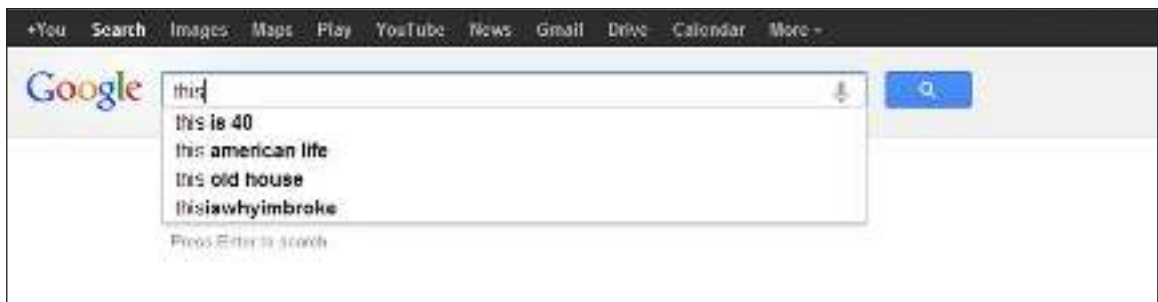 +You Search Images Maps Play YouTube News Gmail Drive Calendar More
Google this
this is 40
this american life
this old house
thisiswhyimbroke
Press Enter to search.